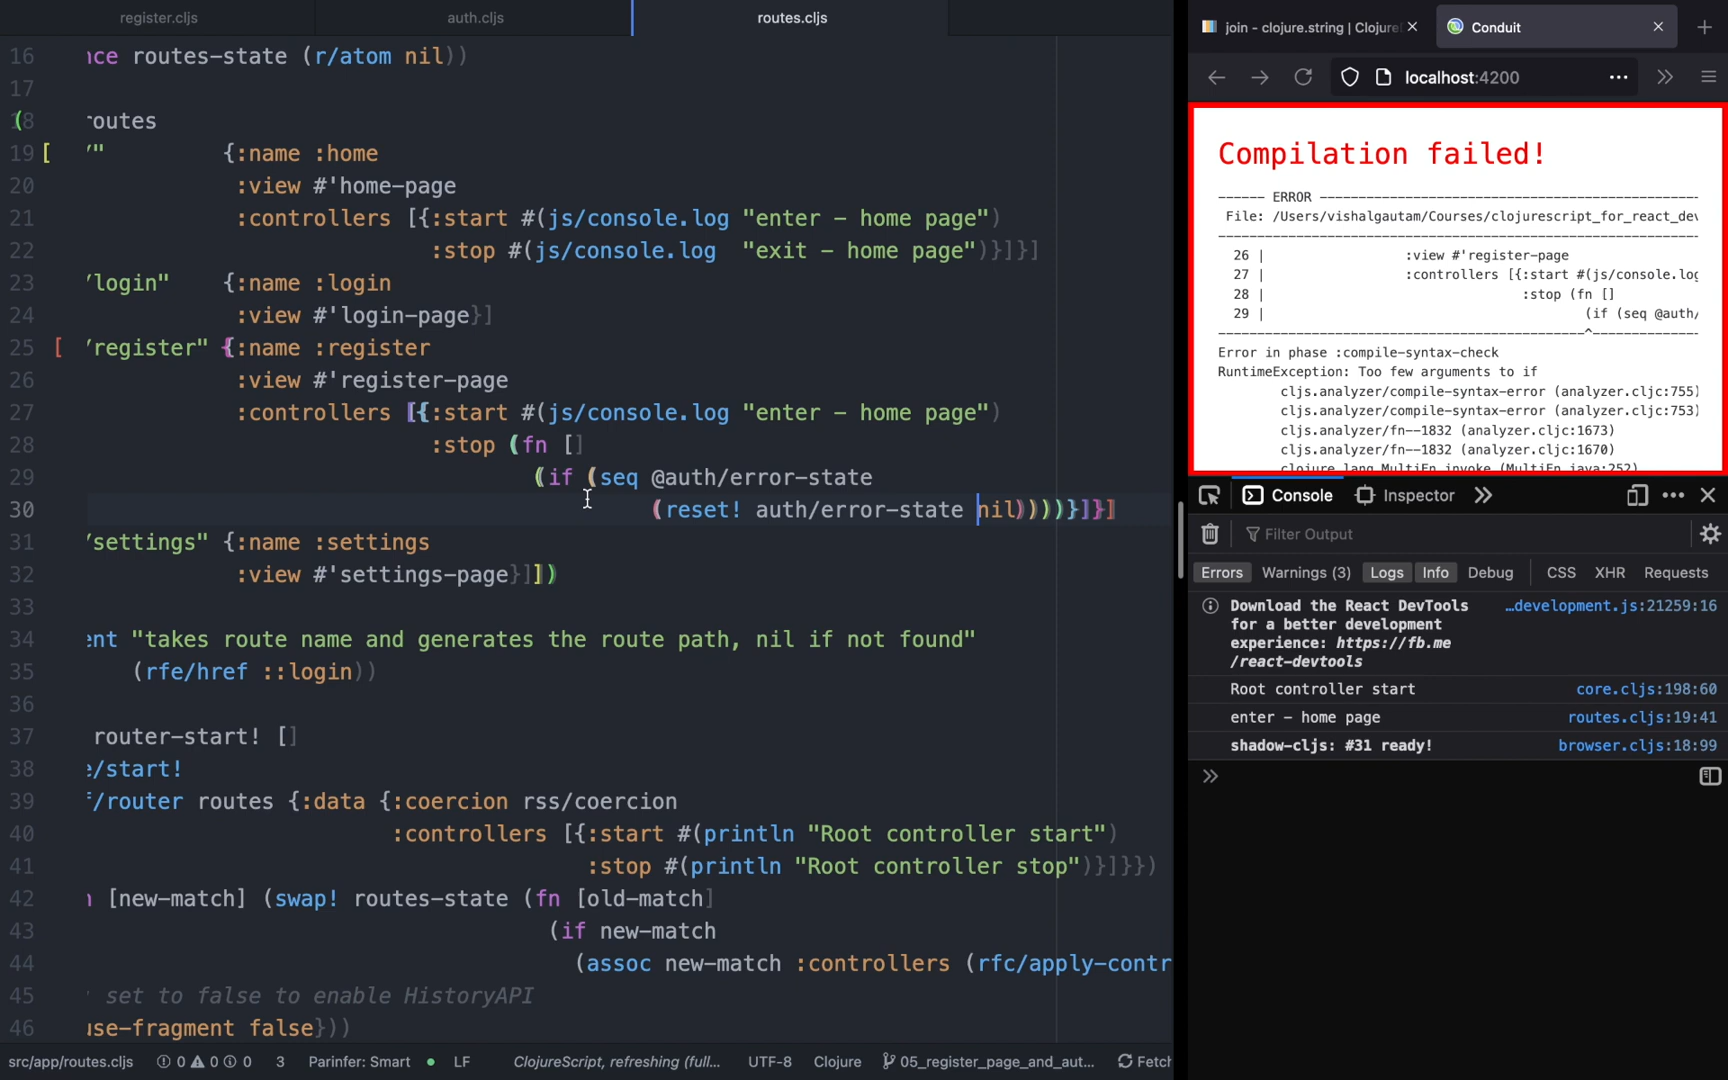 register.cljs
auth.cljs
routes.cljs
16 nce routes-state (r/atom nil))
17
18 ( routes
19 [ /" {:name :home
20 :view #'home-page
21 :controllers [{:start #(js/console.log "enter - home page")
22 :stop #(js/console.log "exit - home page")}]}]
23 /login" {:name :login
24 :view #'login-page}]
25 [ /register" {:name :register
26 :view #'register-page
27 :controllers [{:start #(js/console.log "enter - home page")
28 :stop (fn []
29 (if (seq @auth/error-state
30 (reset! auth/error-state nil))))}]}]
31 /settings" {:name :settings
32 :view #'settings-page}]])
33
34 ent "takes route name and generates the route path, nil if not found"
35 (rfe/href ::login))
36
37 router-start! []
38 e/start!
39 f/router routes {:data {:coercion rss/coercion
40 :controllers [{:start #(println "Root controller start")
41 :stop #(println "Root controller stop")}]}})
42 n [new-match] (swap! routes-state (fn [old-match]
43 (if new-match
44 (assoc new-match :controllers (rfc/apply-contr
45 set to false to enable HistoryAPI
46 use-fragment false}))
src/app/routes.cljs 0 0 0 3 Parinfer: Smart LF ClojureScript, refreshing (full... UTF-8 Clojure 05_register_page_and_aut... Fetch
join - clojure.string | Clojure
Conduit
localhost:4200
Compilation failed!
------ ERROR
File: /Users/vishalgautam/Courses/clojurescript_for_react_dev
26 | :view #'register-page
27 | :controllers [{:start #(js/console.log
28 | :stop (fn []
29 | (if (seq @auth/
^
Error in phase :compile-syntax-check
RuntimeException: Too few arguments to if
cljs.analyzer/compile-syntax-error (analyzer.cljc:755)
cljs.analyzer/compile-syntax-error (analyzer.cljc:753)
cljs.analyzer/fn--1832 (analyzer.cljc:1673)
cljs.analyzer/fn--1832 (analyzer.cljc:1670)
clojure.lang.MultiFn.invoke (MultiFn.java:252)
Console Inspector
Filter Output
Errors Warnings (3) Logs Info Debug CSS XHR Requests
Download the React DevTools …development.js:21259:16
for a better development
experience: https://fb.me
/react-devtools
Root controller start core.cljs:198:60
enter - home page routes.cljs:19:41
shadow-cljs: #31 ready! browser.cljs:18:99